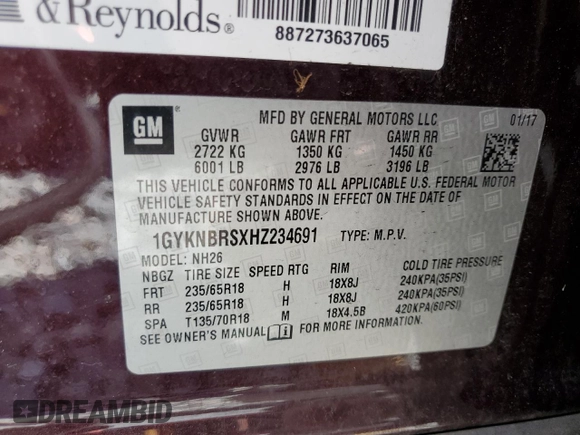 & Reynolds®
887273637065
GM
MFD BY GENERAL MOTORS LLC 01/17
GVWR GAWR FRT GAWR RR
2722 KG 1350 KG 1450 KG
6001 LB 2976 LB 3196 LB
THIS VEHICLE CONFORMS TO ALL APPLICABLE U.S. FEDERAL MOTOR
VEHICLE SAFETY STANDARDS IN EFFECT ON THE DATE OF
MANUFACTURE SHOWN ABOVE.
1GYKNBRSXHZ234691 TYPE: M.P.V.
MODEL: NH26
NBGZ TIRE SIZE SPEED RTG RIM COLD TIRE PRESSURE
FRT 235/65R18 H 18X8J 240KPA(35PSI)
RR 235/65R18 H 18X8J 240KPA(35PSI)
SPA T135/70R18 M 18X4.5B 420KPA(60PSI)
SEE OWNER'S MANUAL FOR MORE INFORMATION.
DREAMBID